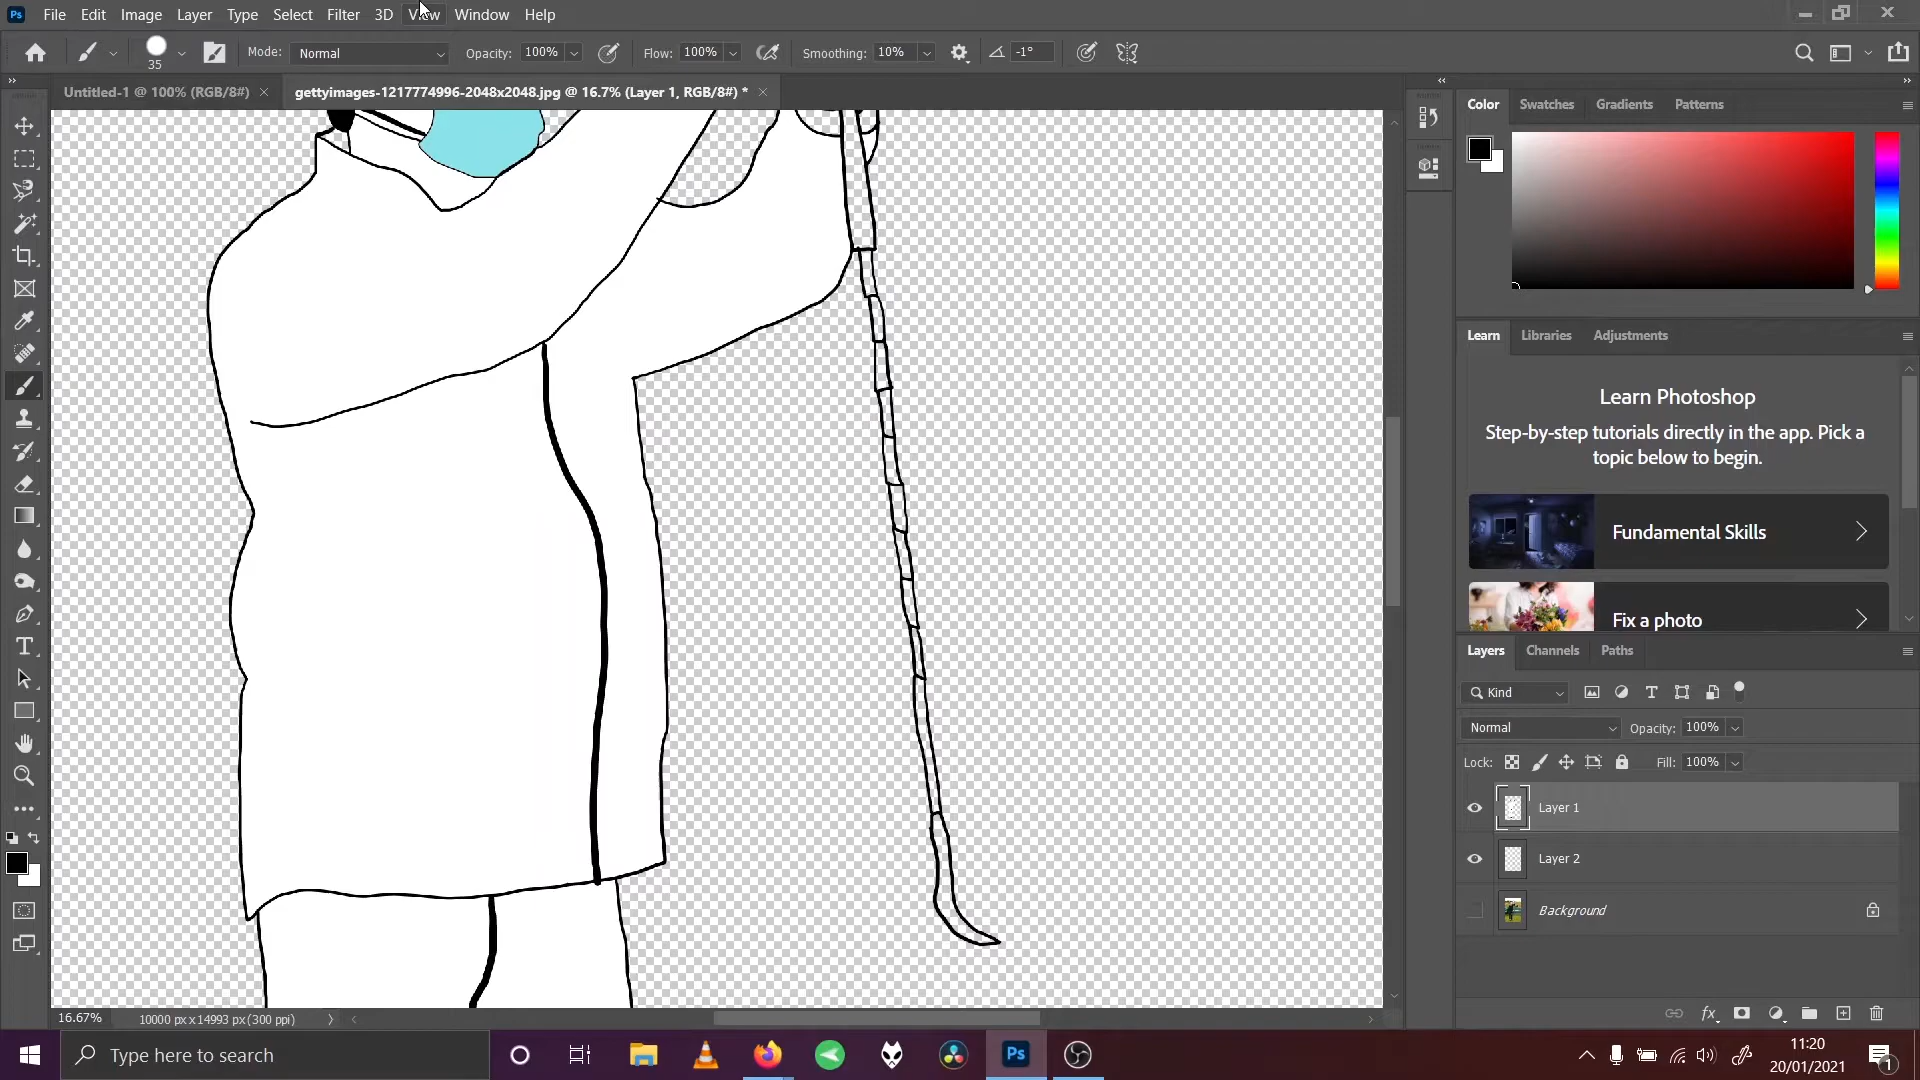 Ps File Edit Image Layer Type Select Filter 3D View Window Help
35 Mode: Normal Opacity: 100% Flow: 100% Smoothing: 10% -1°
Untitled-1 @ 100% (RGB/8#) gettyimages-1217774996-2048x2048.jpg @ 16.7% (Layer 1, RGB/8#) *
Color Swatches Gradients Patterns
Learn Libraries Adjustments
Learn Photoshop
Step-by-step tutorials directly in the app. Pick a
topic below to begin.
Fundamental Skills
Fix a photo
Layers Channels Paths
Kind
Normal Opacity: 100%
Lock: Fill: 100%
Layer 1
Layer 2
Background
16.67% 10000 px x 14993 px (300 ppi)
Type here to search
Ps
11:20
20/01/2021
1